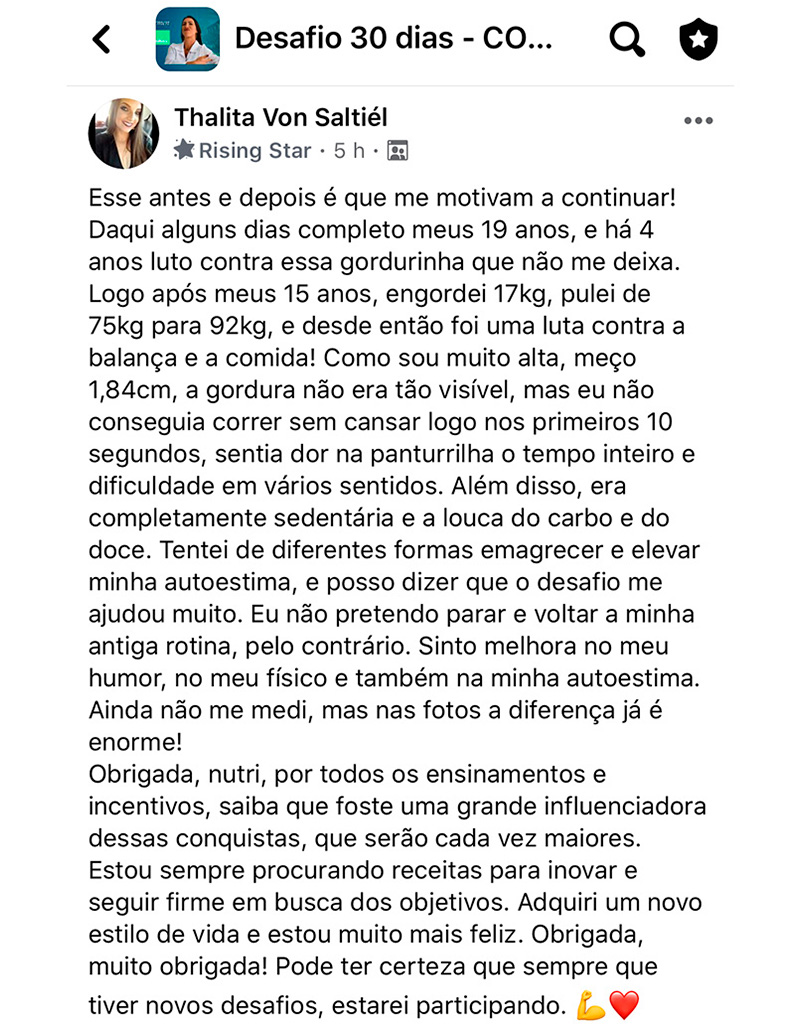 Desafio 30 dias - CO...
Thalita Von Saltiél
Rising Star · 5 h ·
Esse antes e depois é que me motivam a continuar!
Daqui alguns dias completo meus 19 anos, e há 4
anos luto contra essa gordurinha que não me deixa.
Logo após meus 15 anos, engordei 17kg, pulei de
75kg para 92kg, e desde então foi uma luta contra a
balança e a comida! Como sou muito alta, meço
1,84cm, a gordura não era tão visível, mas eu não
conseguia correr sem cansar logo nos primeiros 10
segundos, sentia dor na panturrilha o tempo inteiro e
dificuldade em vários sentidos. Além disso, era
completamente sedentária e a louca do carbo e do
doce. Tentei de diferentes formas emagrecer e elevar
minha autoestima, e posso dizer que o desafio me
ajudou muito. Eu não pretendo parar e voltar a minha
antiga rotina, pelo contrário. Sinto melhora no meu
humor, no meu físico e também na minha autoestima.
Ainda não me medi, mas nas fotos a diferença já é
enorme!
Obrigada, nutri, por todos os ensinamentos e
incentivos, saiba que foste uma grande influenciadora
dessas conquistas, que serão cada vez maiores.
Estou sempre procurando receitas para inovar e
seguir firme em busca dos objetivos. Adquiri um novo
estilo de vida e estou muito mais feliz. Obrigada,
muito obrigada! Pode ter certeza que sempre que
tiver novos desafios, estarei participando. 💪❤️